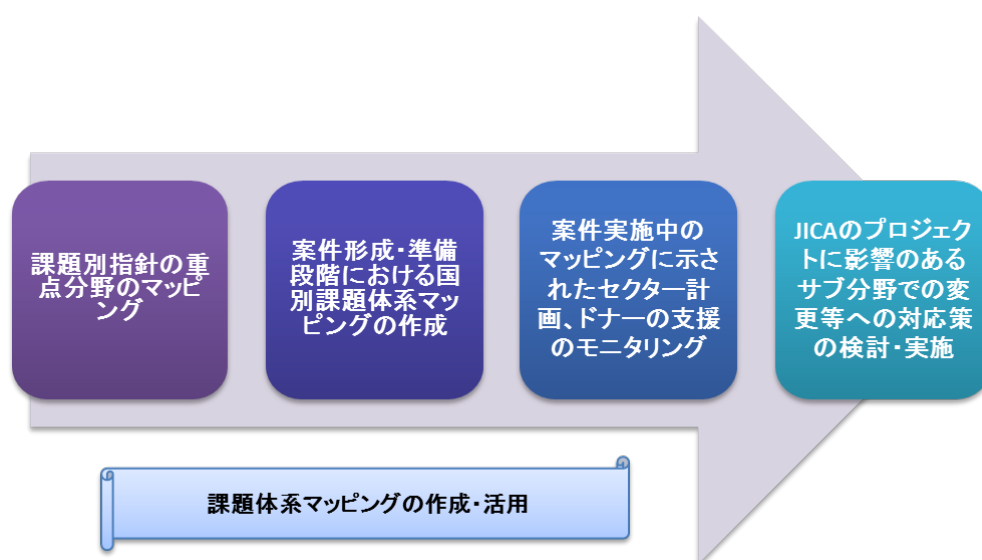 課題別指針の重
点分野のマッピ
ング
案件形成・準備
段階における国
別課題体系マッ
ピングの作成
案件実施中の
マッピングに示さ
れたセクター計
画、ドナーの支援
のモニタリング
JICAのプロジェク
トに影響のある
サブ分野での変
更等への対応策
の検討・実施
課題体系マッピングの作成・活用